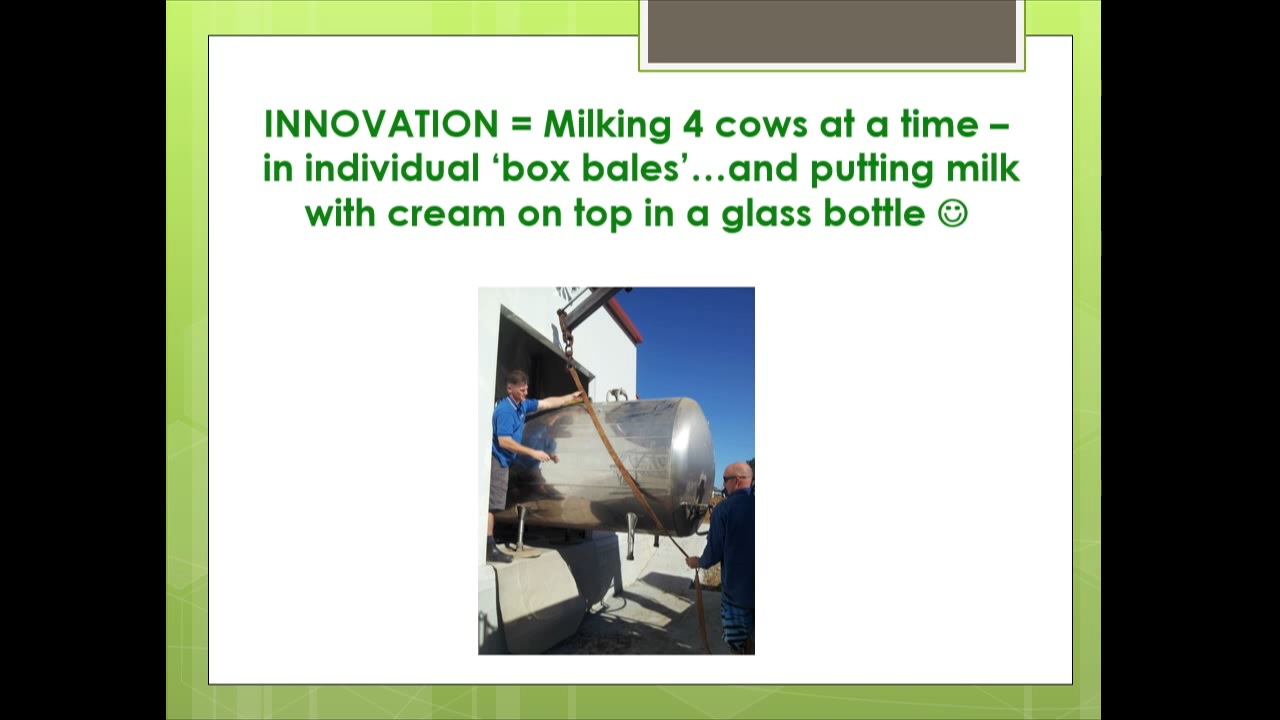 INNOVATION = Milking 4 cows at a time –
in individual ‘box bales’…and putting milk
with cream on top in a glass bottle ☺